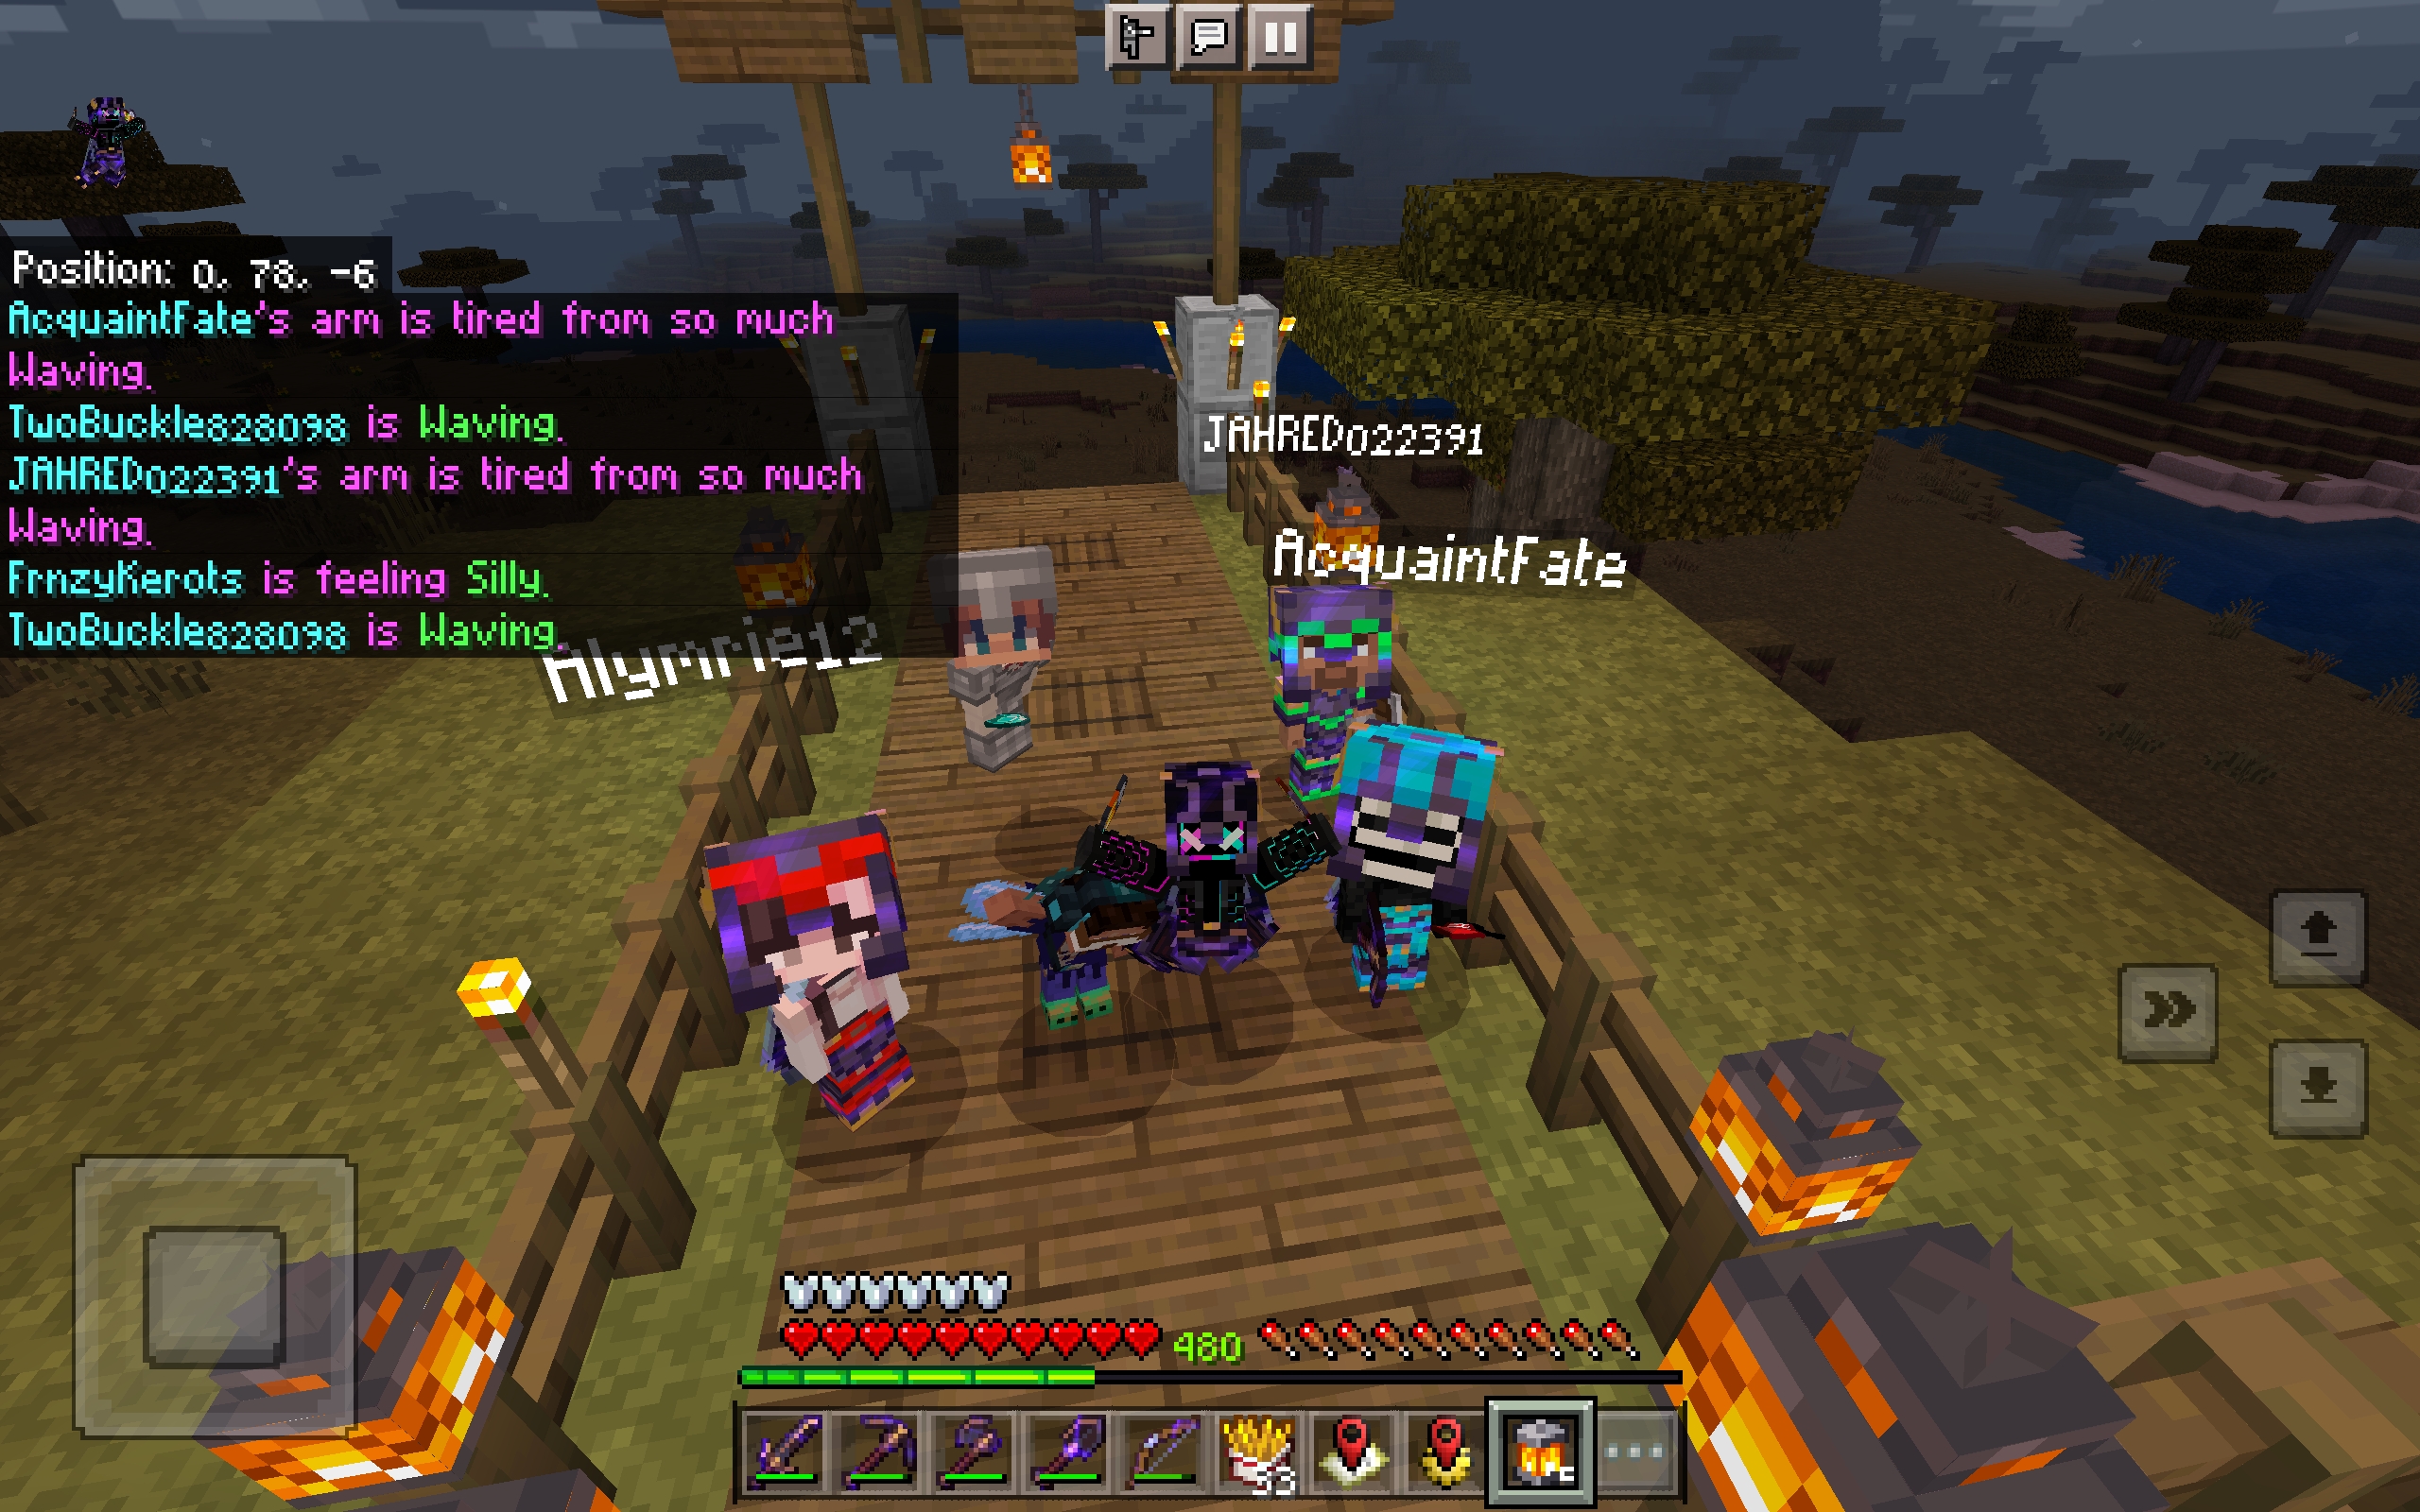 Position: 0, 78, -6
AcquaintFate's arm is tired from so much
Waving.
TwoBuckle828098 is Waving.
JAHRED022391's arm is tired from so much
Waving.
FrnzyKerots is feeling Silly.
TwoBuckle828098 is Waving.
JAHRED022391
AcquaintFate
Alymrie12
480